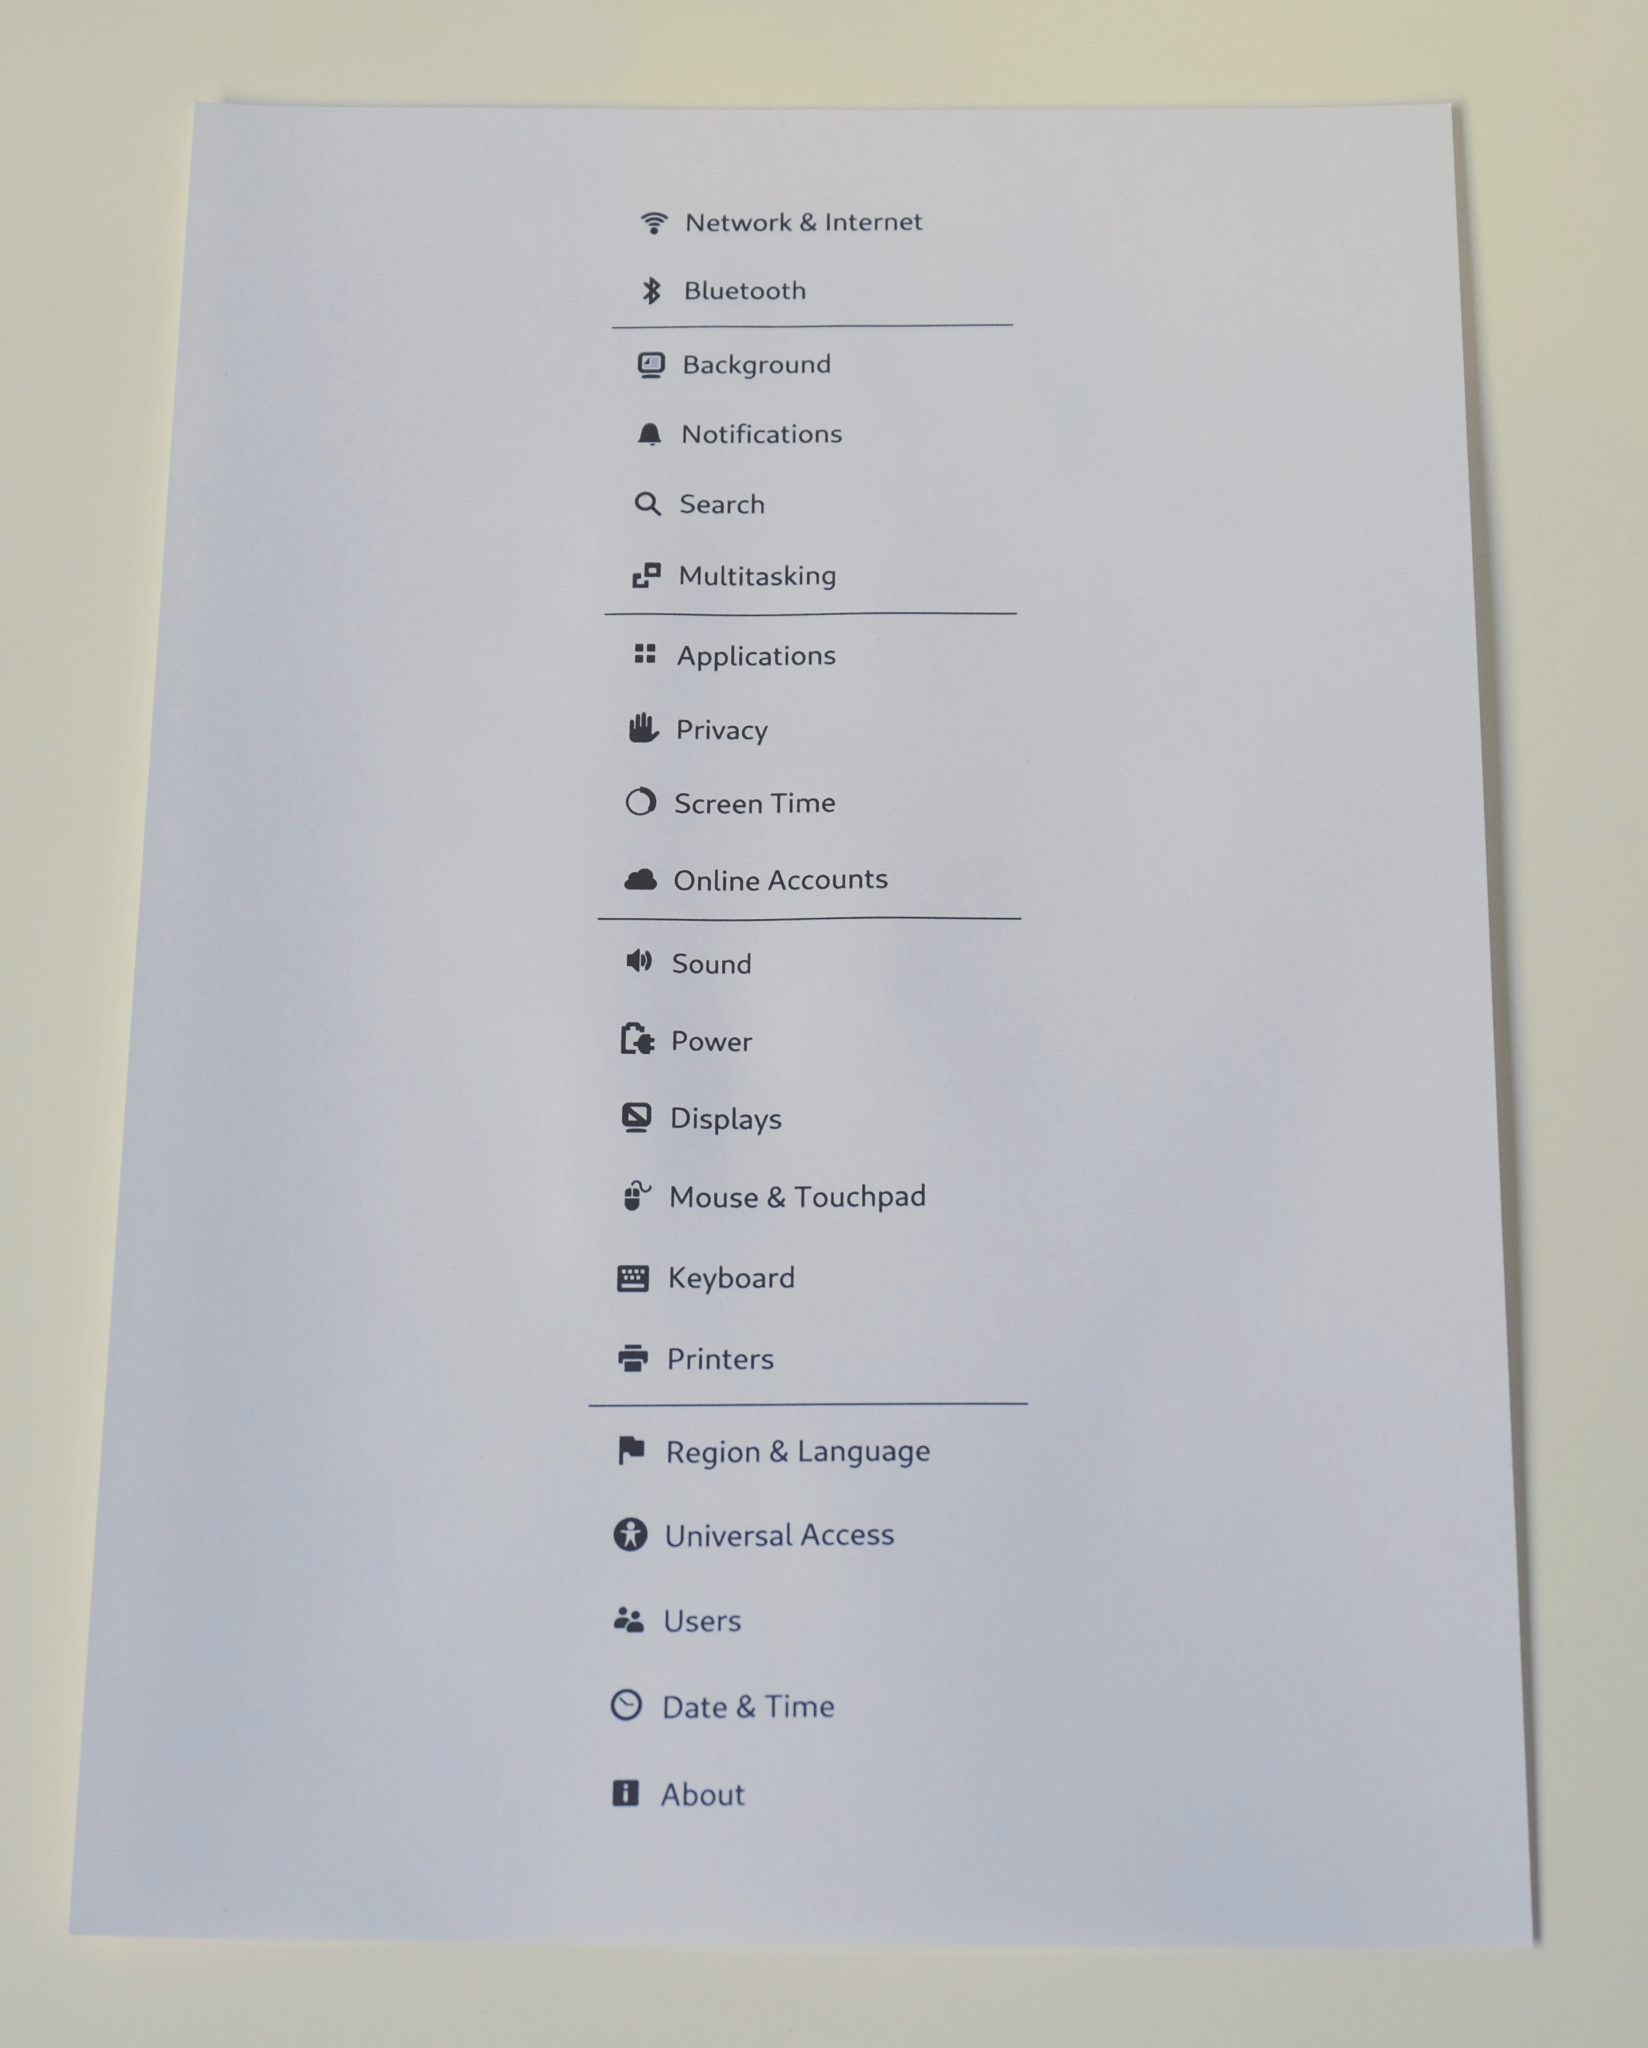 Network & Internet
Bluetooth
Background
Notifications
Search
Multitasking
Applications
Privacy
Screen Time
Online Accounts
Sound
Power
Displays
Mouse & Touchpad
Keyboard
Printers
Region & Language
Universal Access
Users
Date & Time
About